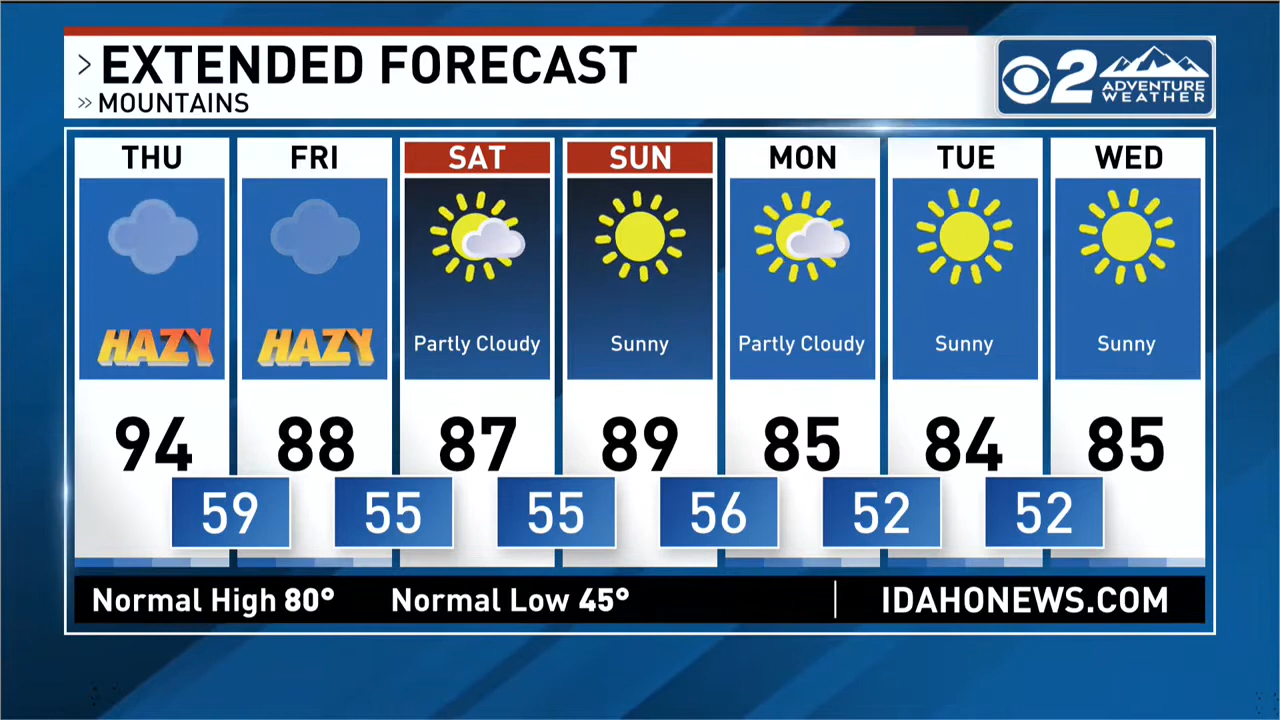 > EXTENDED FORECAST
» MOUNTAINS
2 ADVENTURE WEATHER
THU FRI SAT SUN MON TUE WED
HAZY HAZY Partly Cloudy Sunny Partly Cloudy Sunny Sunny
94 88 87 89 85 84 85
59 55 55 56 52 52
Normal High 80° Normal Low 45° IDAHONEWS.COM